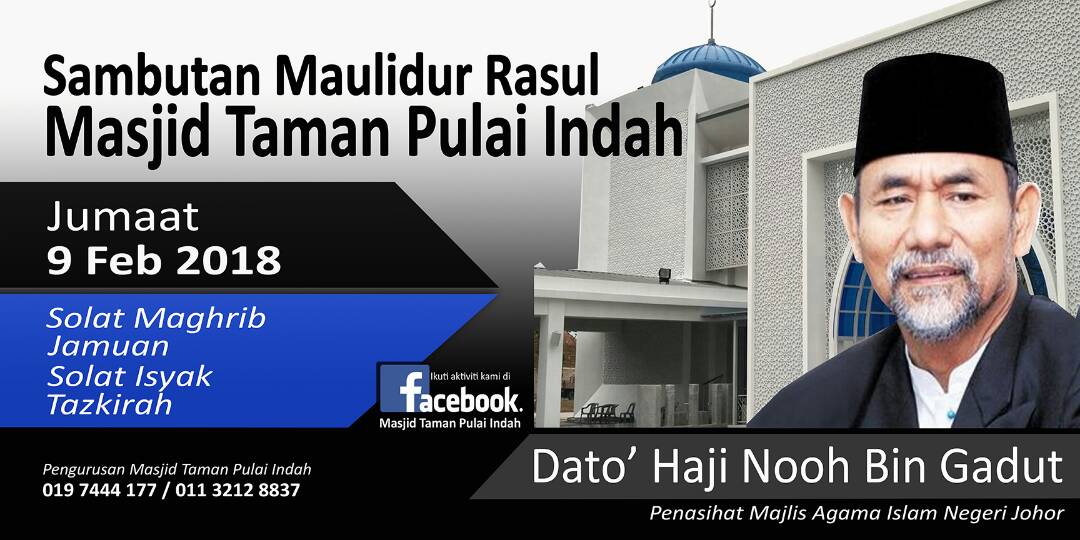 Sambutan Maulidur Rasul
Masjid Taman Pulai Indah
Jumaat
9 Feb 2018
Solat Maghrib
Jamuan
Solat Isyak
Tazkirah
Ikuti aktiviti kami di
facebook.
Masjid Taman Pulai Indah
Pengurusan Masjid Taman Pulai Indah
019 7444 177 / 011 3212 8837
Dato’ Haji Nooh Bin Gadut
Penasihat Majlis Agama Islam Negeri Johor